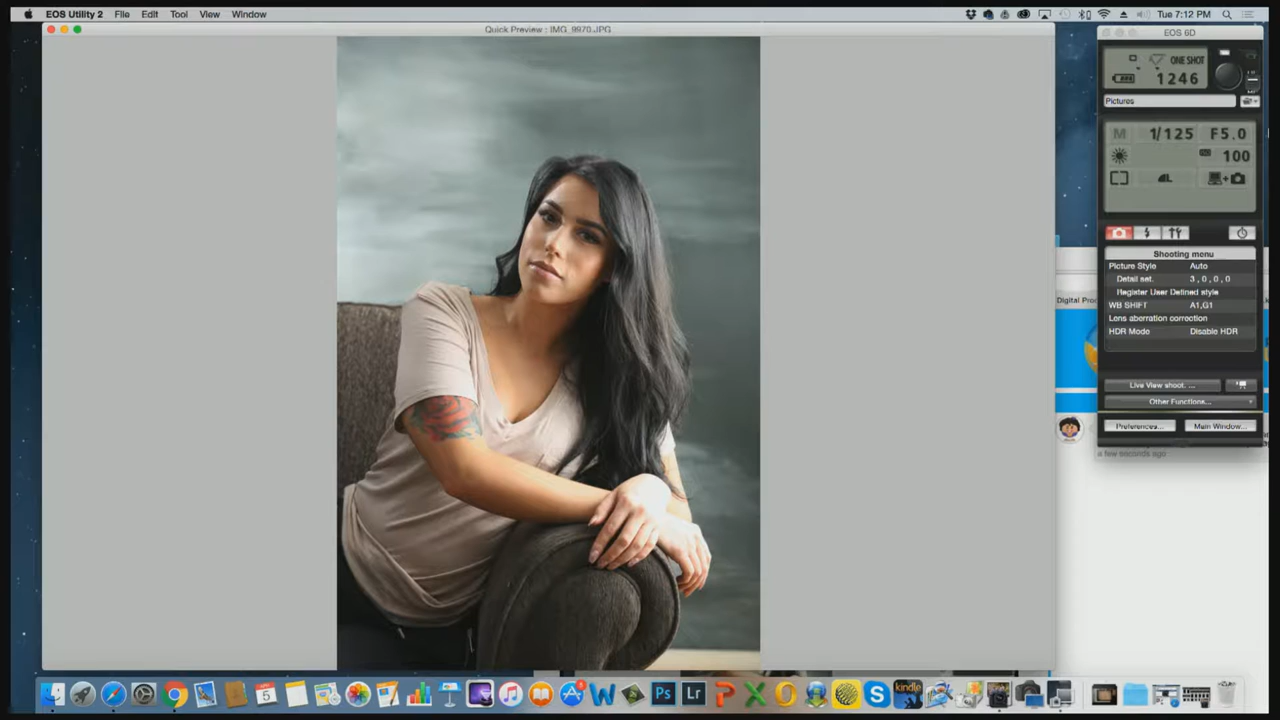 EOS Utility 2 File Edit Tool View Window
Tue 7:12 PM
Quick Preview : IMG_9970.JPG
EOS 6D
ONE SHOT
1246
Pictures
M 1/125 F5.0
100
L
Shooting menu
Picture Style Auto
Detail set. 3 , 0 , 0 , 0
Register User Defined style
WB SHIFT A1,G1
Lens aberration correction
HDR Mode Disable HDR
Digital Pro
Live View shoot. ...
Other Functions...
Preferences...
Main Window...
a few seconds ago
5
W
Ps
Lr
P
X
O
S
kindle